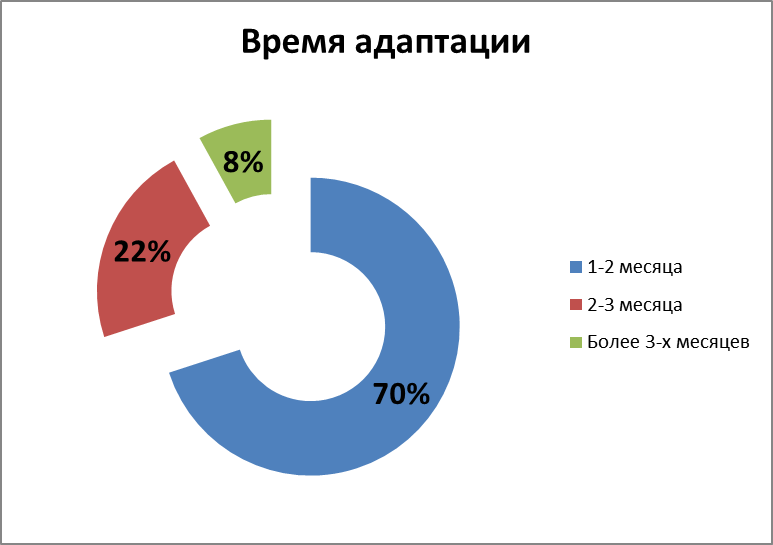 Время адаптации
8%
22%
70%
1-2 месяца
2-3 месяца
Более 3-х месяцев